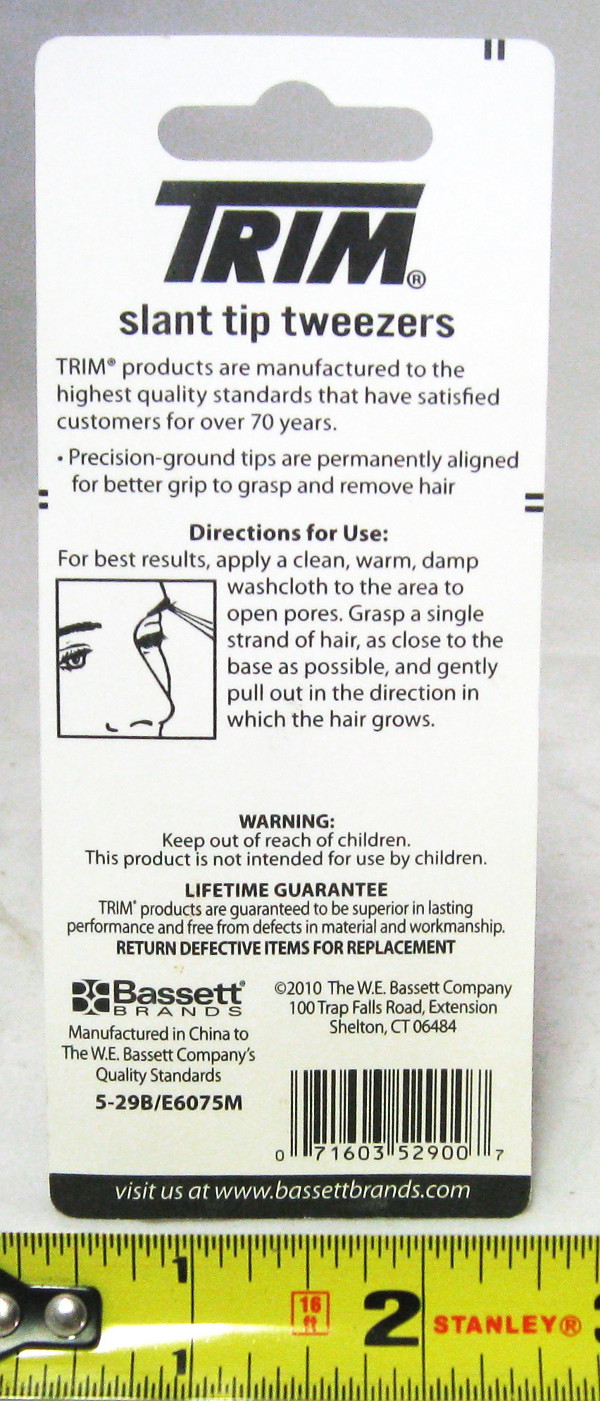 TRIM®
slant tip tweezers
TRIM® products are manufactured to the
highest quality standards that have satisfied
customers for over 70 years.
• Precision-ground tips are permanently aligned
for better grip to grasp and remove hair
Directions for Use:
For best results, apply a clean, warm, damp
washcloth to the area to
open pores. Grasp a single
strand of hair, as close to the
base as possible, and gently
pull out in the direction in
which the hair grows.
WARNING:
Keep out of reach of children.
This product is not intended for use by children.
LIFETIME GUARANTEE
TRIM® products are guaranteed to be superior in lasting
performance and free from defects in material and workmanship.
RETURN DEFECTIVE ITEMS FOR REPLACEMENT
Bassett®
BRANDS
Manufactured in China to
The W.E. Bassett Company's
Quality Standards
5-29B/E6075M
©2010 The W.E. Bassett Company
100 Trap Falls Road, Extension
Shelton, CT 06484
0 71603 52900 7
visit us at www.bassettbrands.com
1
16 ft
2
STANLEY®
1